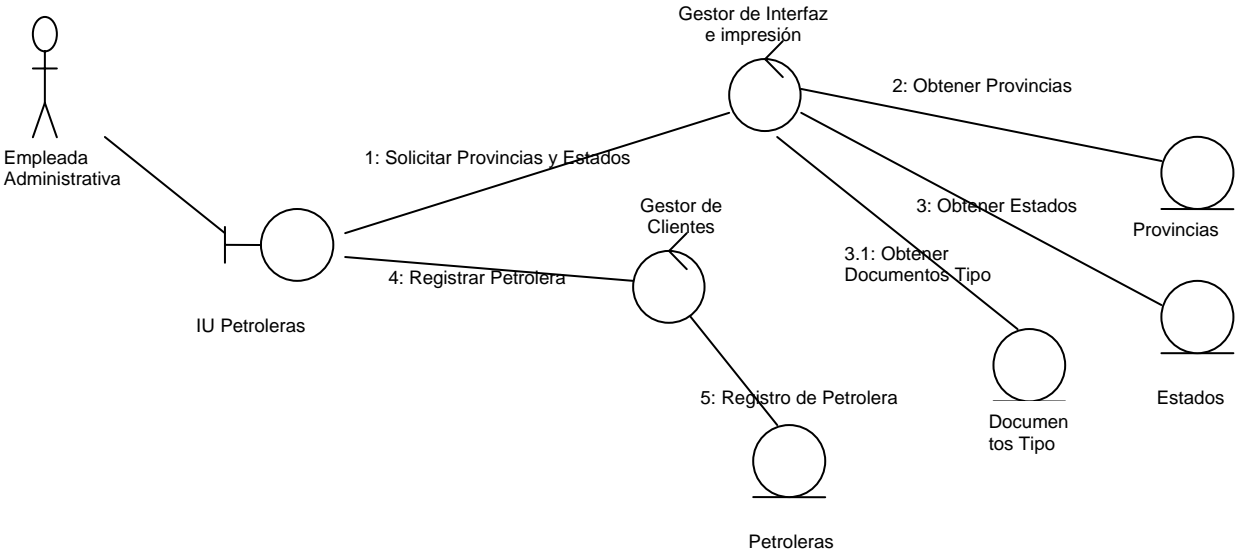 Gestor de Interfaz
e impresión
2: Obtener Provincias
Empleada
Administrativa
1: Solicitar Provincias y Estados
Gestor de
Clientes
3: Obtener Estados
Provincias
3.1: Obtener
Documentos Tipo
4: Registrar Petrolera
IU Petroleras
5: Registro de Petrolera
Estados
Documen
tos Tipo
Petroleras